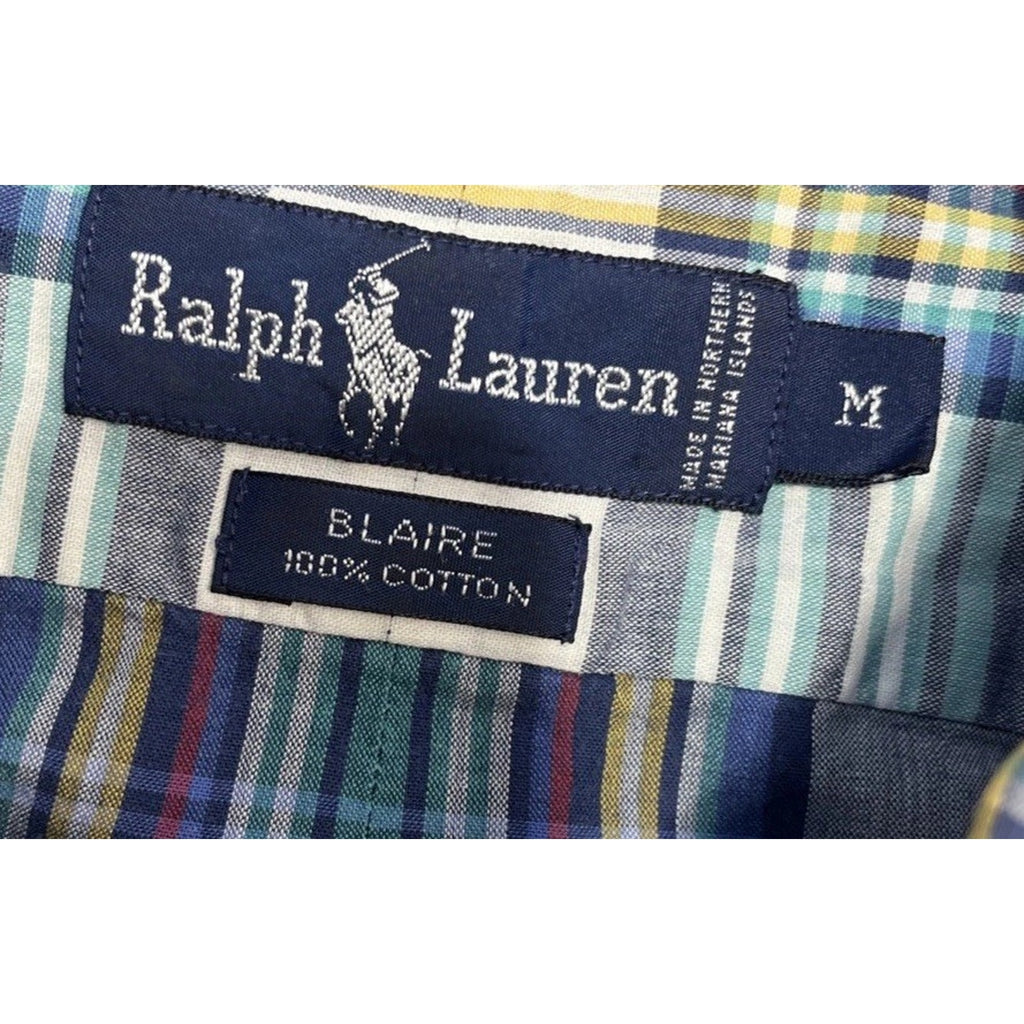 Ralph Lauren
MADE IN NORTHERN
MARIANA ISLANDS
M
BLAIRE
100% COTTON